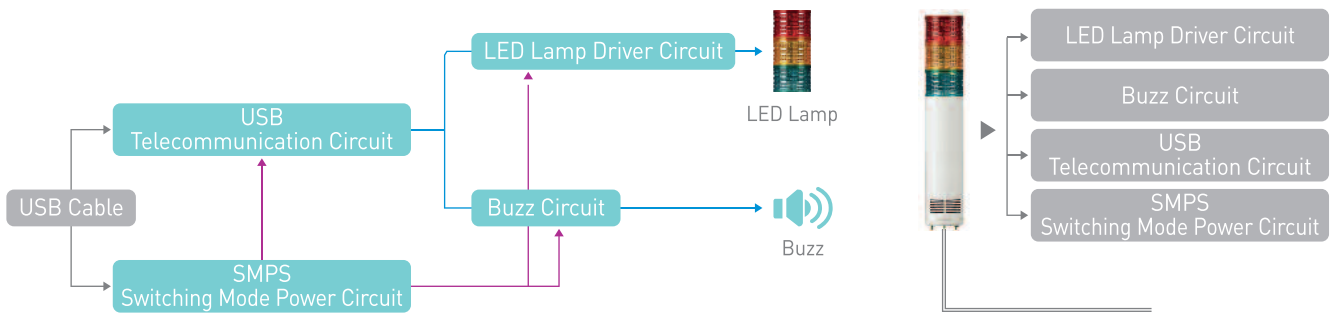 LED Lamp Driver Circuit
LED Lamp
USB
Telecommunication Circuit
USB Cable
Buzz Circuit
Buzz
SMPS
Switching Mode Power Circuit
LED Lamp Driver Circuit
Buzz Circuit
USB
Telecommunication Circuit
SMPS
Switching Mode Power Circuit